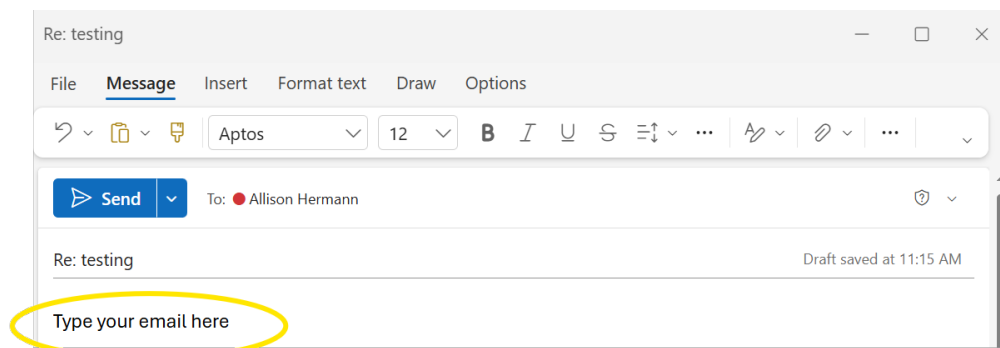 Re: testing
File Message Insert Format text Draw Options
Aptos 12 B I U S
Send To: Allison Hermann
Re: testing Draft saved at 11:15 AM
Type your email here